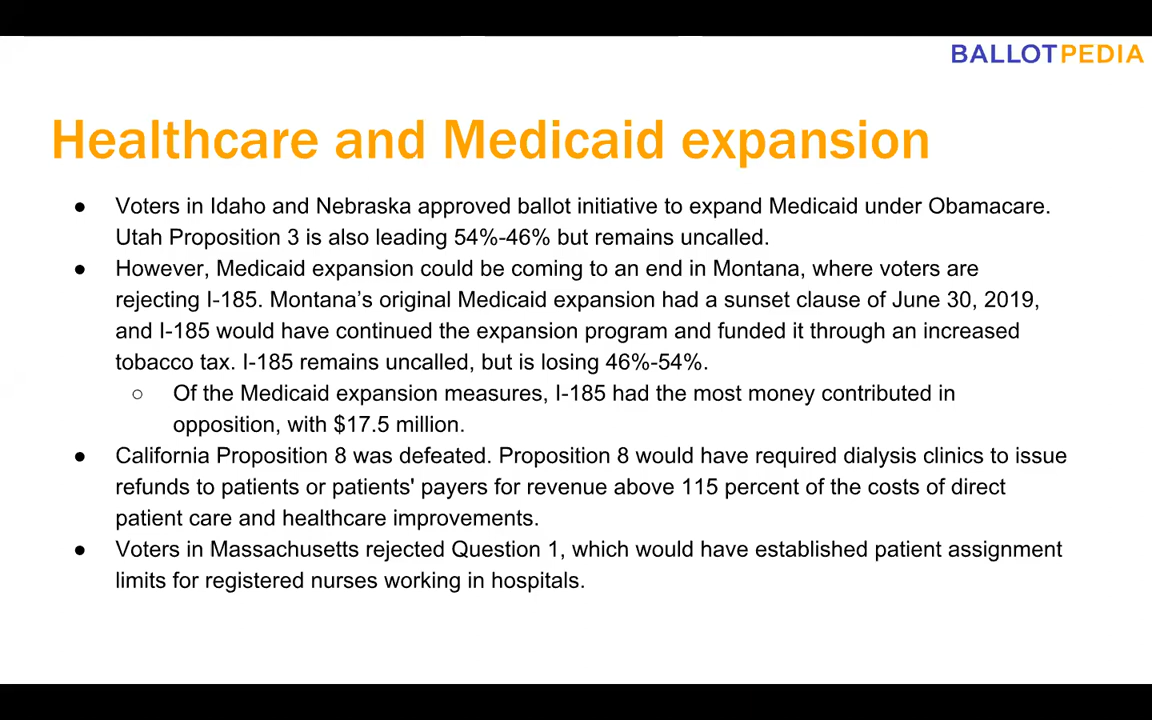 BALLOTPEDIA
Healthcare and Medicaid expansion
● Voters in Idaho and Nebraska approved ballot initiative to expand Medicaid under Obamacare.
Utah Proposition 3 is also leading 54%-46% but remains uncalled.
● However, Medicaid expansion could be coming to an end in Montana, where voters are
rejecting I-185. Montana’s original Medicaid expansion had a sunset clause of June 30, 2019,
and I-185 would have continued the expansion program and funded it through an increased
tobacco tax. I-185 remains uncalled, but is losing 46%-54%.
○ Of the Medicaid expansion measures, I-185 had the most money contributed in
opposition, with $17.5 million.
● California Proposition 8 was defeated. Proposition 8 would have required dialysis clinics to issue
refunds to patients or patients' payers for revenue above 115 percent of the costs of direct
patient care and healthcare improvements.
● Voters in Massachusetts rejected Question 1, which would have established patient assignment
limits for registered nurses working in hospitals.